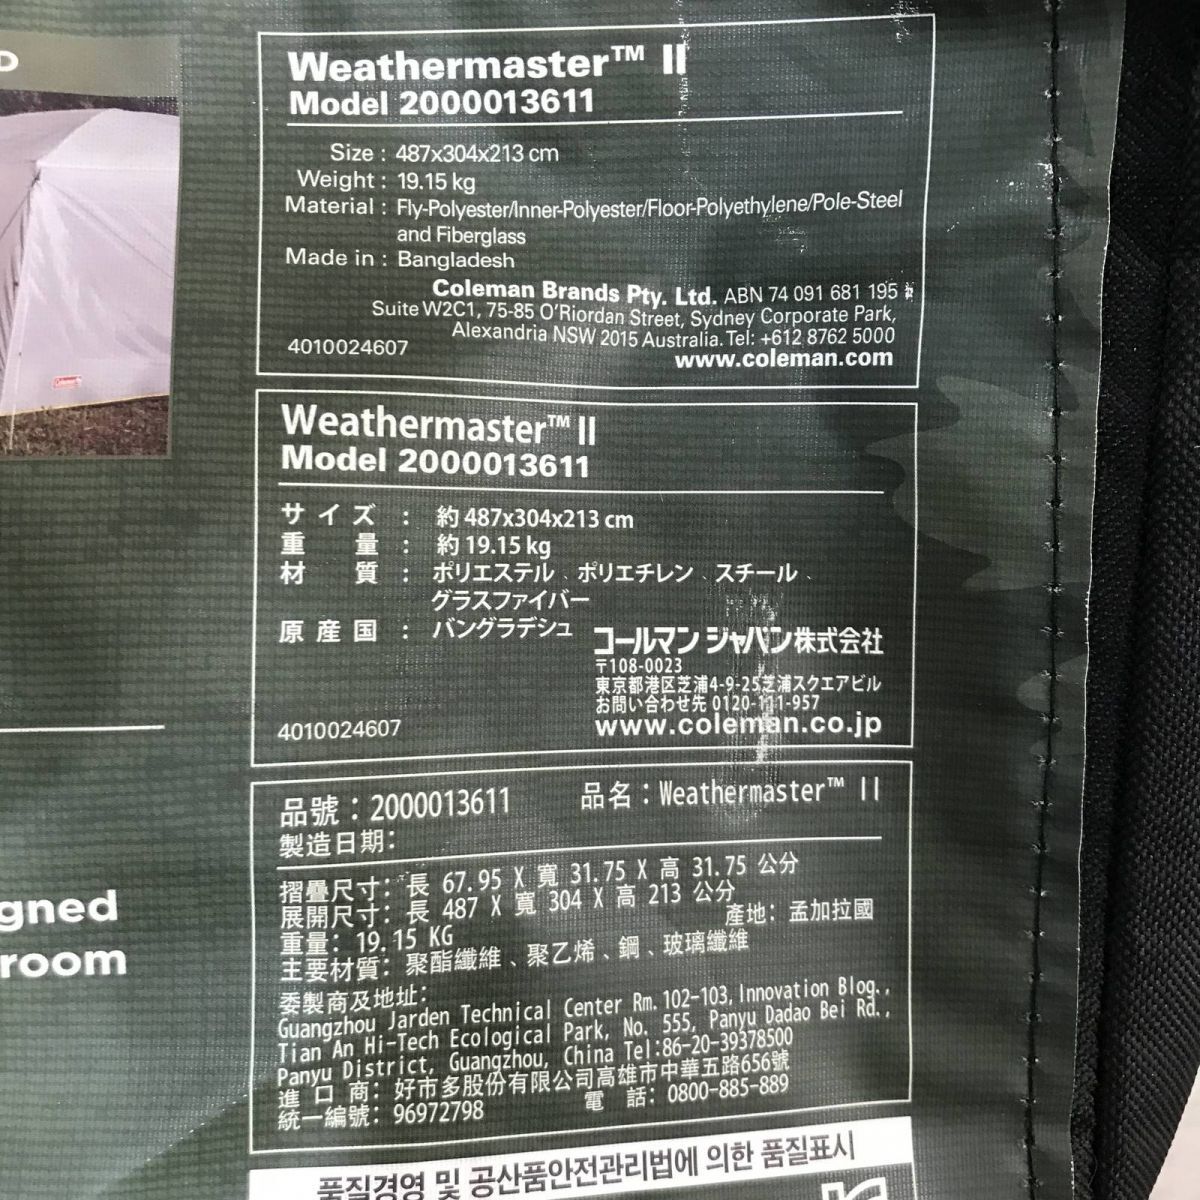 D
Coleman
gned
room
Weathermaster™ II
Model 2000013611
Size : 487x304x213 cm
Weight : 19.15 kg
Material : Fly-Polyester/Inner-Polyester/Floor-Polyethylene/Pole-Steel
and Fiberglass
Made in : Bangladesh
Coleman Brands Pty. Ltd. ABN 74 091 681 195
Suite W2C1, 75-85 O'Riordan Street, Sydney Corporate Park,
Alexandria NSW 2015 Australia. Tel: +612 8762 5000
4010024607
www.coleman.com
Weathermaster™ II
Model 2000013611
サイズ : 約 487x304x213 cm
重量 : 約 19.15 kg
材質 : ポリエステル、ポリエチレン、スチール、
グラスファイバー
原産国 : バングラデシュ
コールマン ジャパン株式会社
〒108-0023
東京都港区芝浦4-9-25芝浦スクエアビル
お問い合わせ先 0120-111-957
4010024607
www.coleman.co.jp
品號：2000013611 品名：Weathermaster™ II
製造日期:
摺疊尺寸: 長 67.95 X 寬 31.75 X 高 31.75 公分
展開尺寸: 長 487 X 寬 304 X 高 213 公分
重量: 19.15 KG 產地: 孟加拉國
主要材質: 聚酯纖維、聚乙烯、鋼、玻璃纖維
委製商及地址:
Guangzhou Jarden Technical Center Rm. 102-103, Innovation Blog.,
Tian An Hi-Tech Ecological Park, No. 555, Panyu Dadao Bei Rd.,
Panyu District, Guangzhou, China Tel:86-20-39378500
進口商: 好市多股份有限公司高雄市中華五路656號
統一編號: 96972798 電話: 0800-885-889
품질경영 및 공산품안전관리법에 의한 품질표시